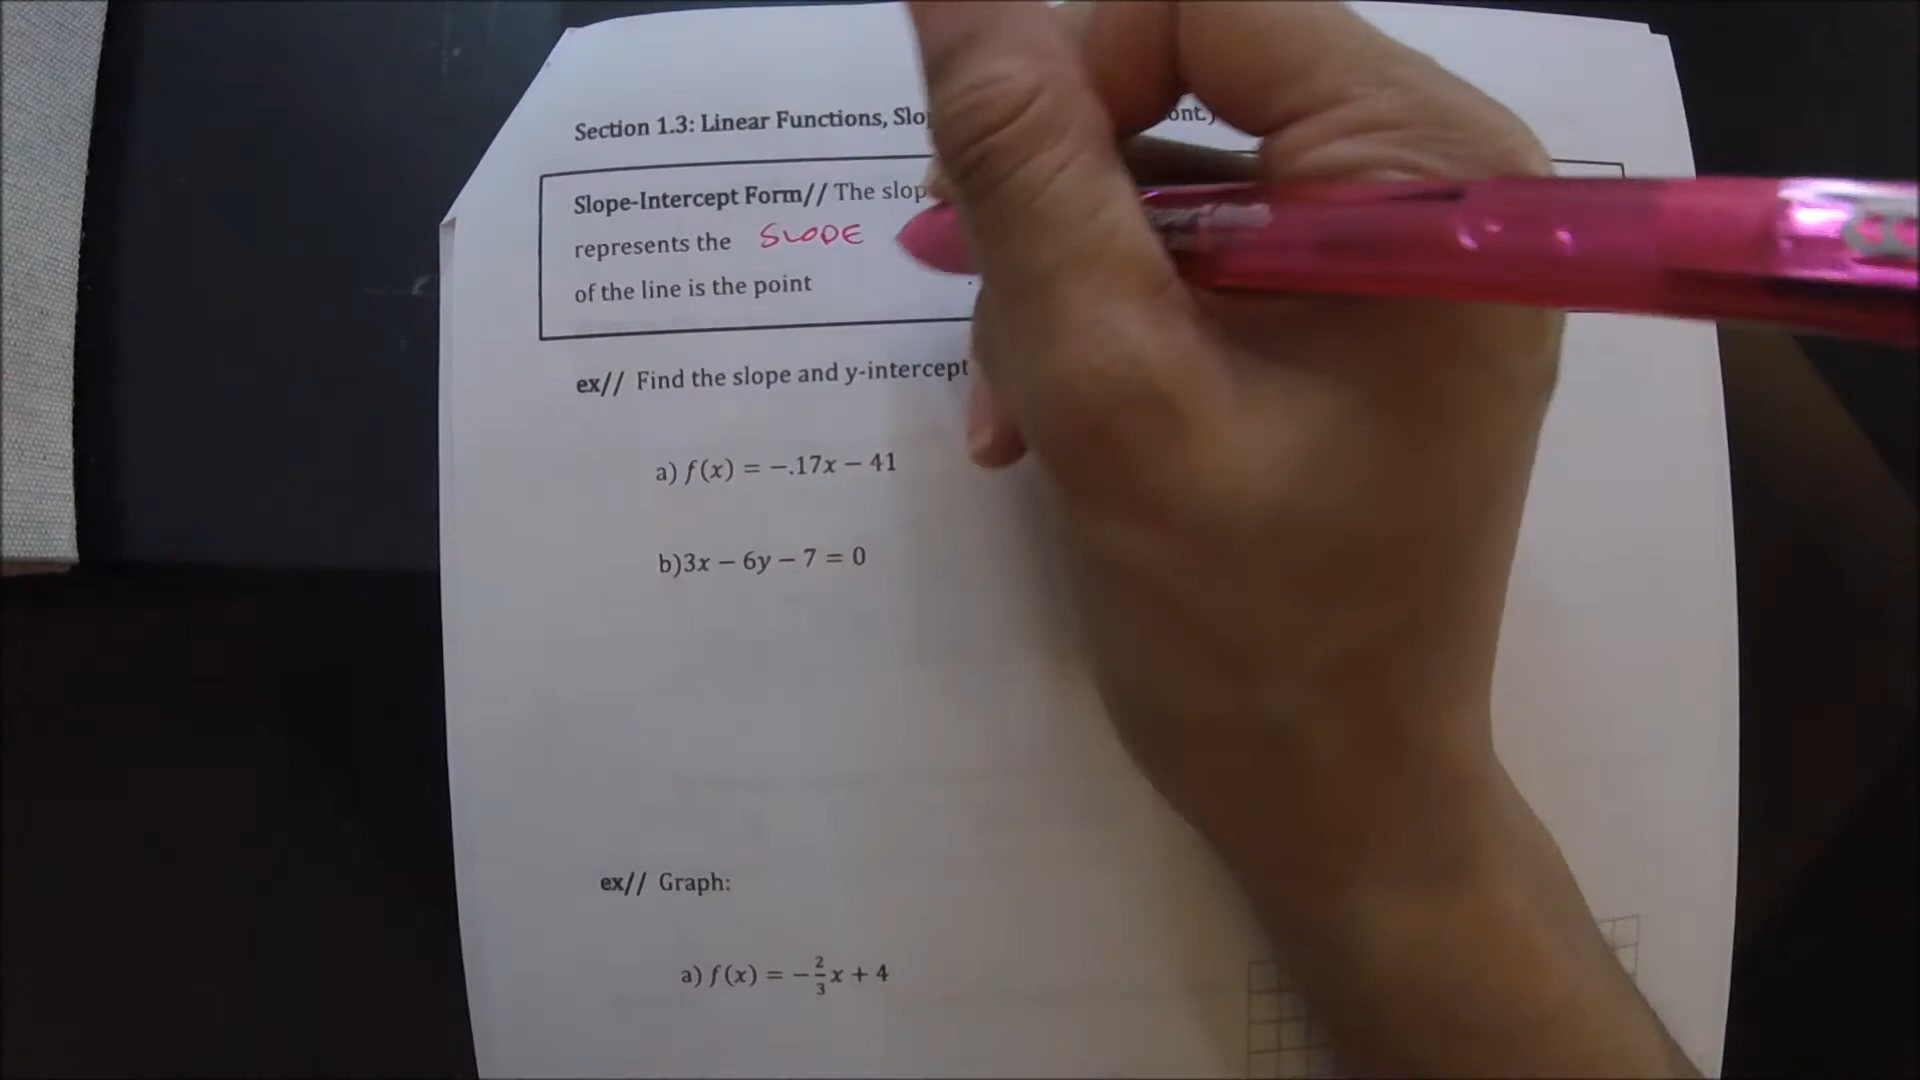 Section 1.3: Linear Functions, Slo ont.)
Slope-Intercept Form// The slop
represents the SLOPE
of the line is the point .
ex// Find the slope and y-intercept
a) f(x) = −.17x − 41
b)3x − 6y − 7 = 0
ex// Graph:
a) f(x) = −2/3x + 4